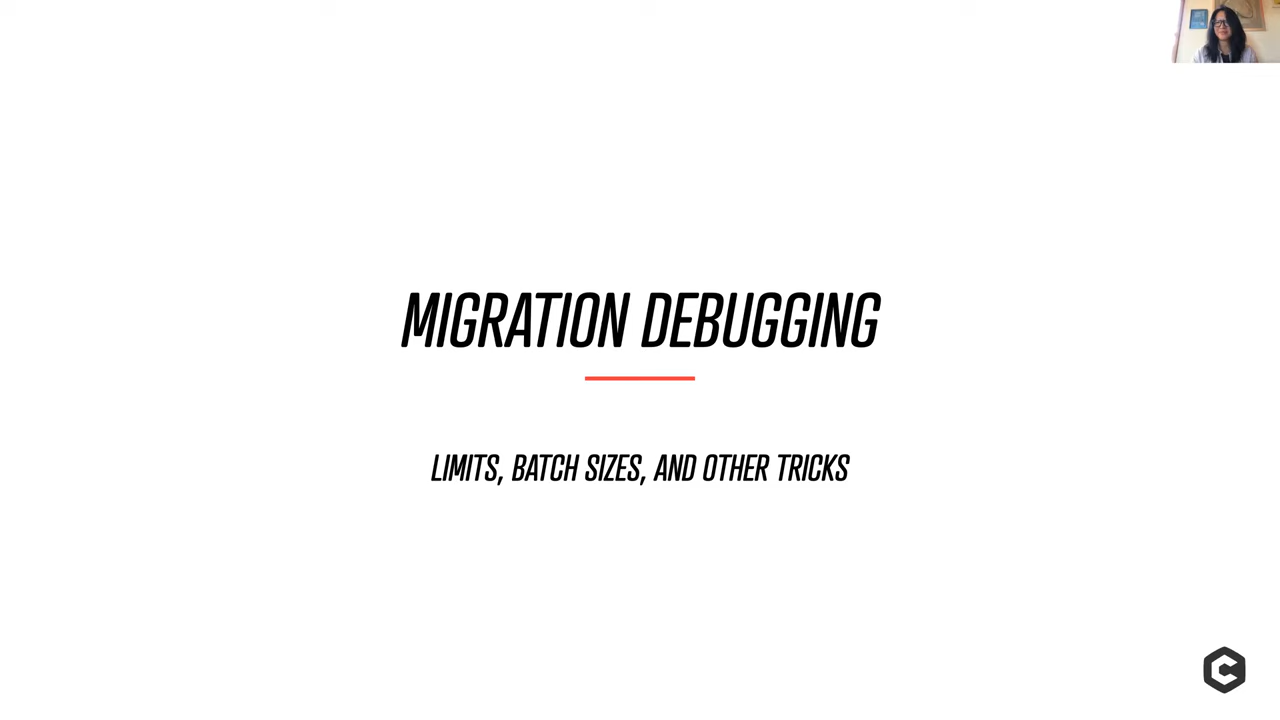 MIGRATION DEBUGGING
LIMITS, BATCH SIZES, AND OTHER TRICKS